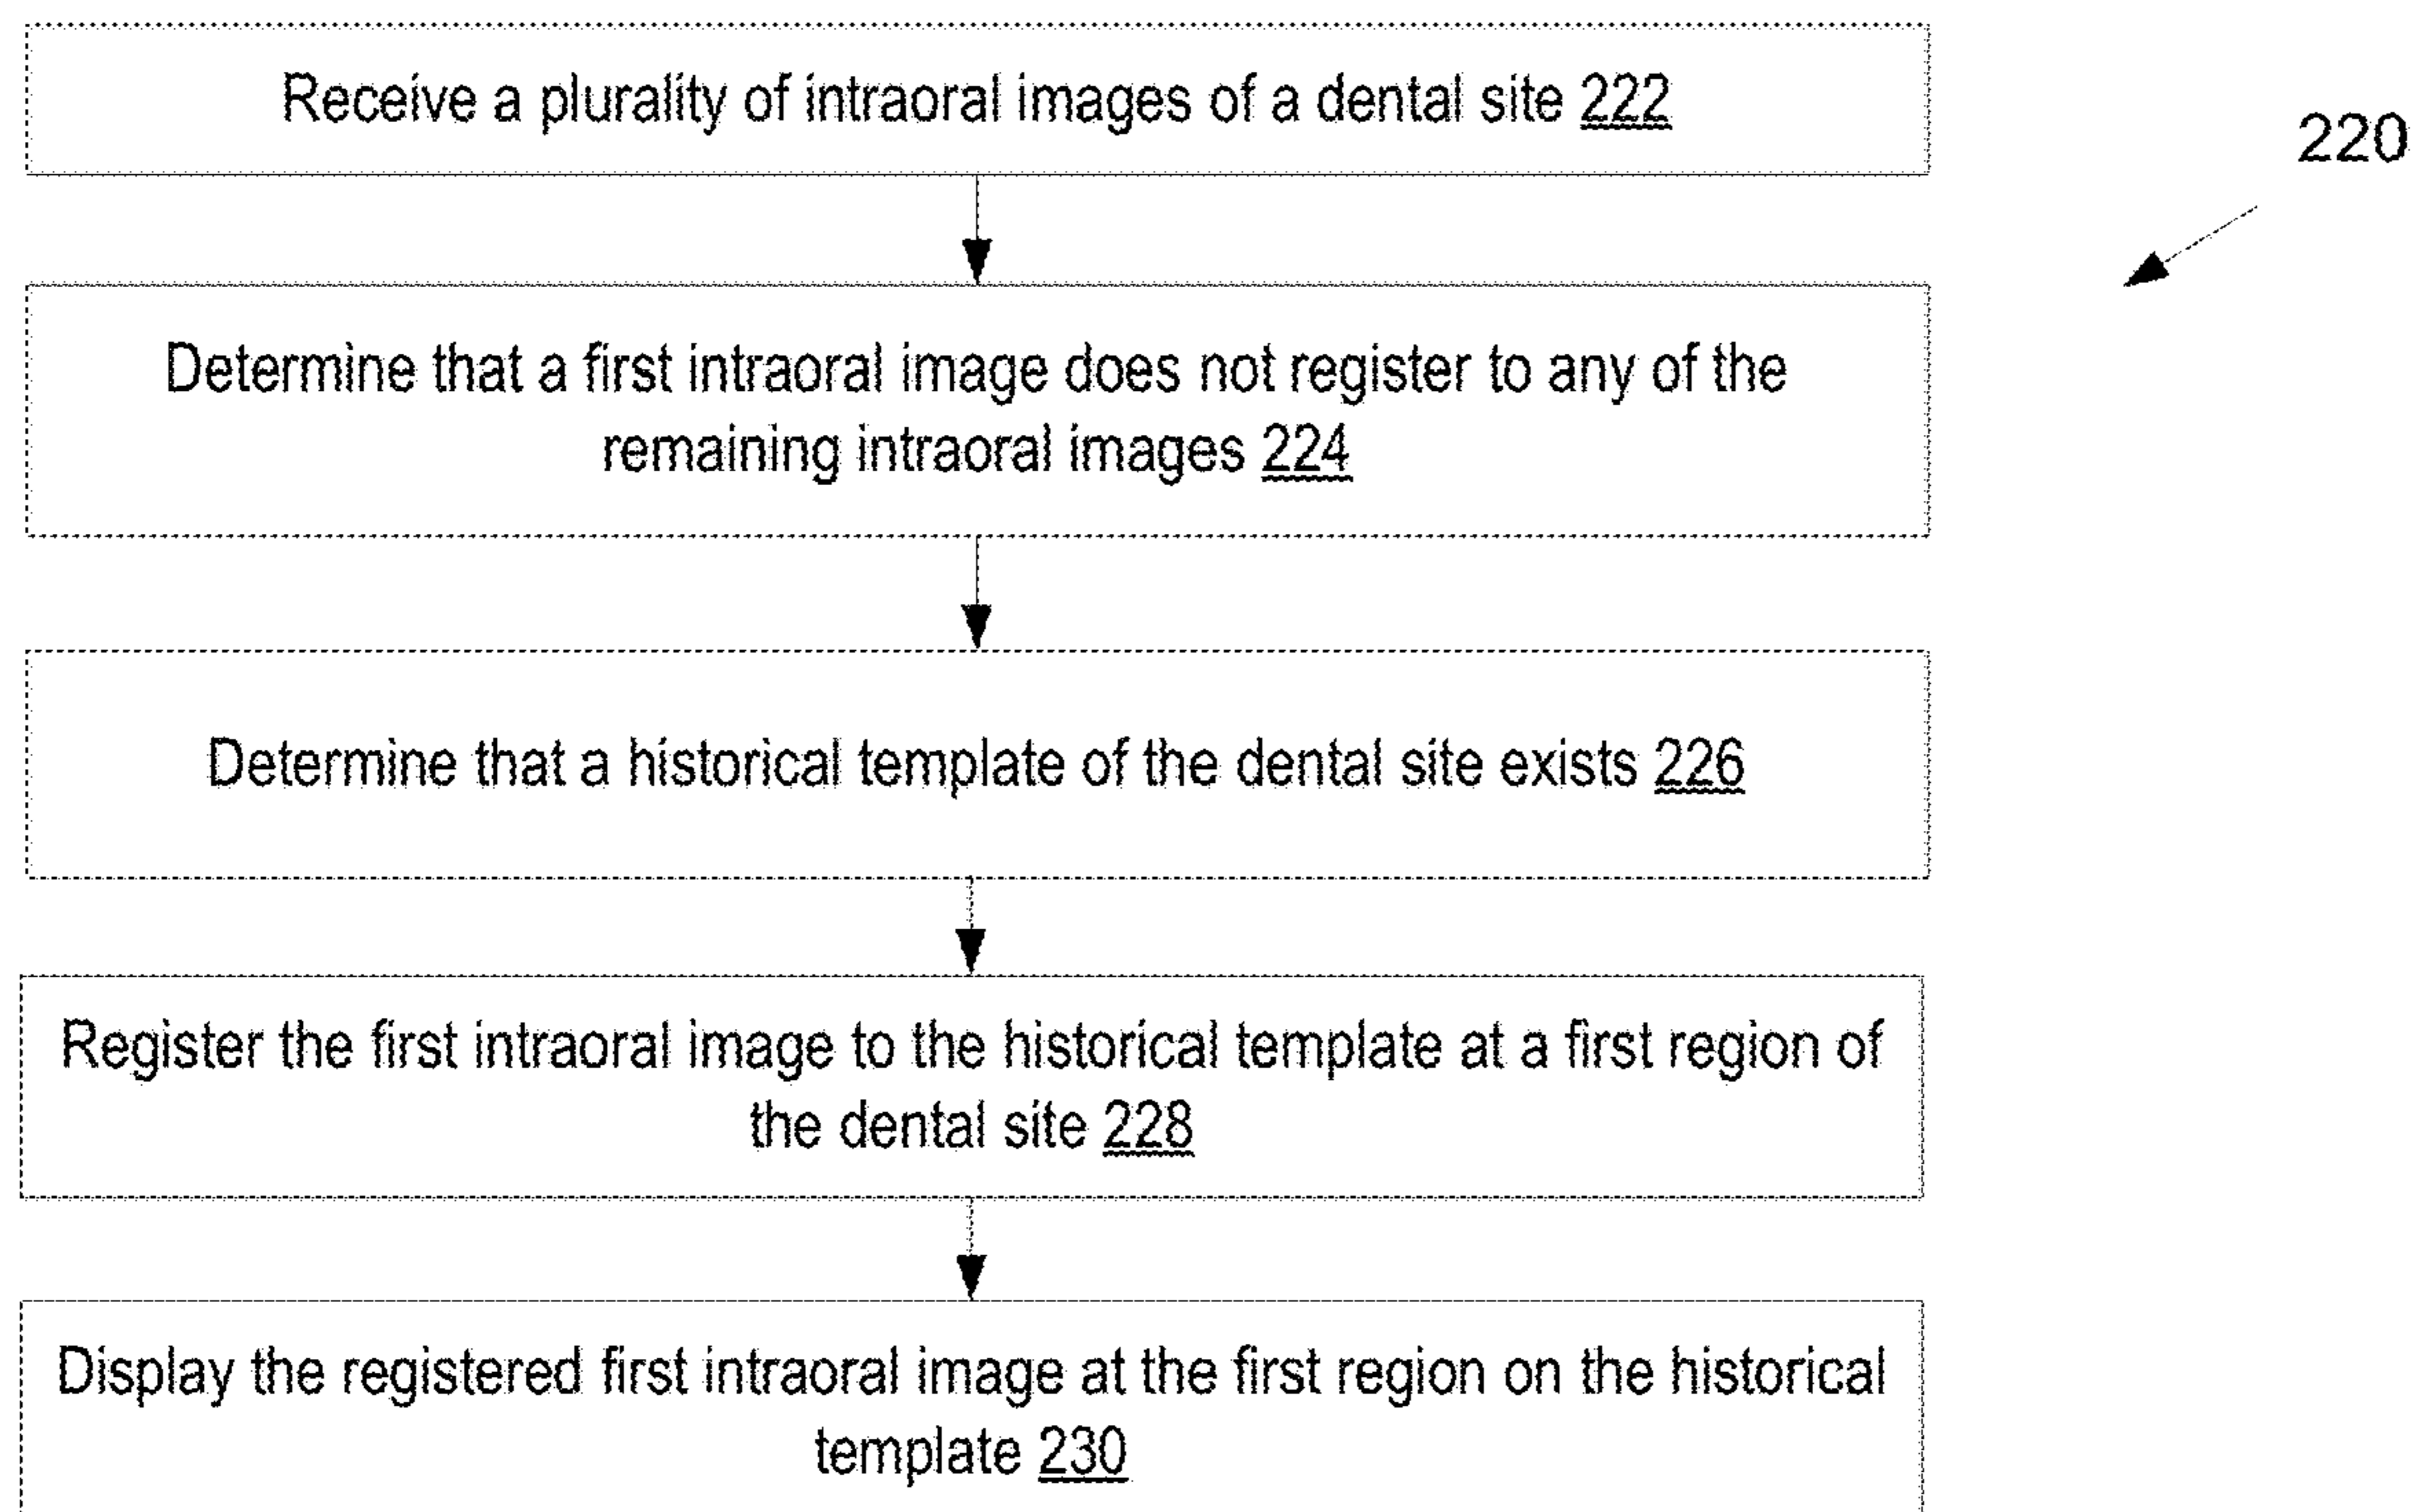 Receive a plurality of intraoral images of a dental site 222
220
Determine that a first intraoral image does not register to any of the
remaining intraoral images 224
Determine that a historical template of the dental site exists 226
Register the first intraoral image to the historical template at a first region of
the dental site 228
Display the registered first intraoral image at the first region on the historical
template 230